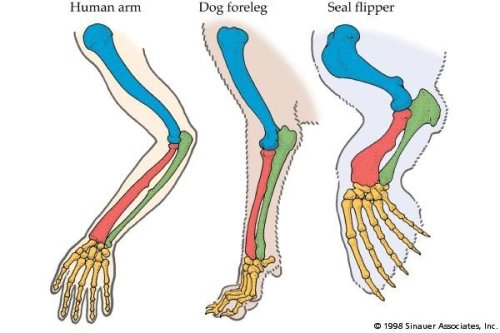 Human arm
Dog foreleg
Seal flipper
© 1998 Sinauer Associates, Inc.